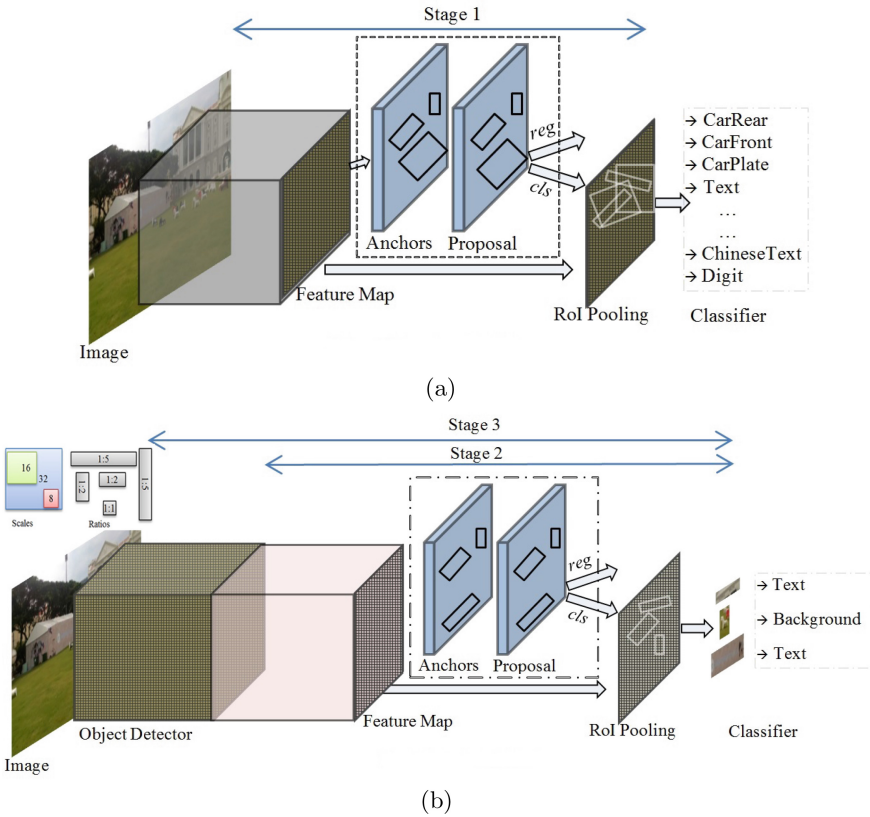 Stage 1
reg
cls
Anchors
Proposal
Feature Map
RoI Pooling
Image
→ CarRear
→ CarFront
→ CarPlate
→ Text
...
...
→ ChineseText
→ Digit
Classifier
(a)
Stage 3
Stage 2
16
32
8
Scales
1:5
1:2
1:2
1:1
1:5
Ratios
reg
cls
Anchors
Proposal
Feature Map
Object Detector
Image
RoI Pooling
→ Text
→ Background
→ Text
Classifier
(b)